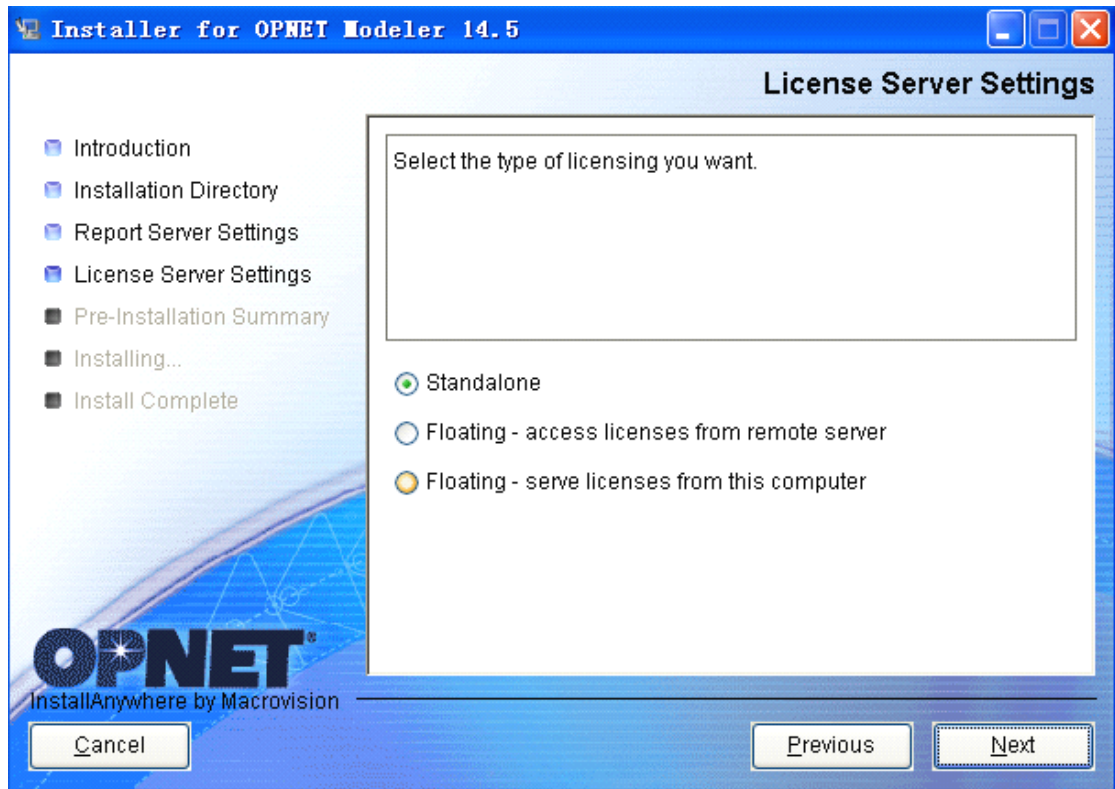 Installer for OPNET Modeler 14.5
License Server Settings
Introduction
Installation Directory
Report Server Settings
License Server Settings
Pre-Installation Summary
Installing...
Install Complete
Select the type of licensing you want.
Standalone
Floating - access licenses from remote server
Floating - serve licenses from this computer
OPNET®
InstallAnywhere by Macrovision
Cancel
Previous
Next